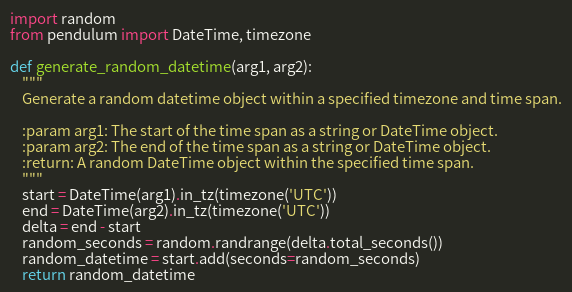 import random
from pendulum import DateTime, timezone

def generate_random_datetime(arg1, arg2):
    """
    Generate a random datetime object within a specified timezone and time span.

    :param arg1: The start of the time span as a string or DateTime object.
    :param arg2: The end of the time span as a string or DateTime object.
    :return: A random DateTime object within the specified time span.
    """
    start = DateTime(arg1).in_tz(timezone('UTC'))
    end = DateTime(arg2).in_tz(timezone('UTC'))
    delta = end - start
    random_seconds = random.randrange(delta.total_seconds())
    random_datetime = start.add(seconds=random_seconds)
    return random_datetime